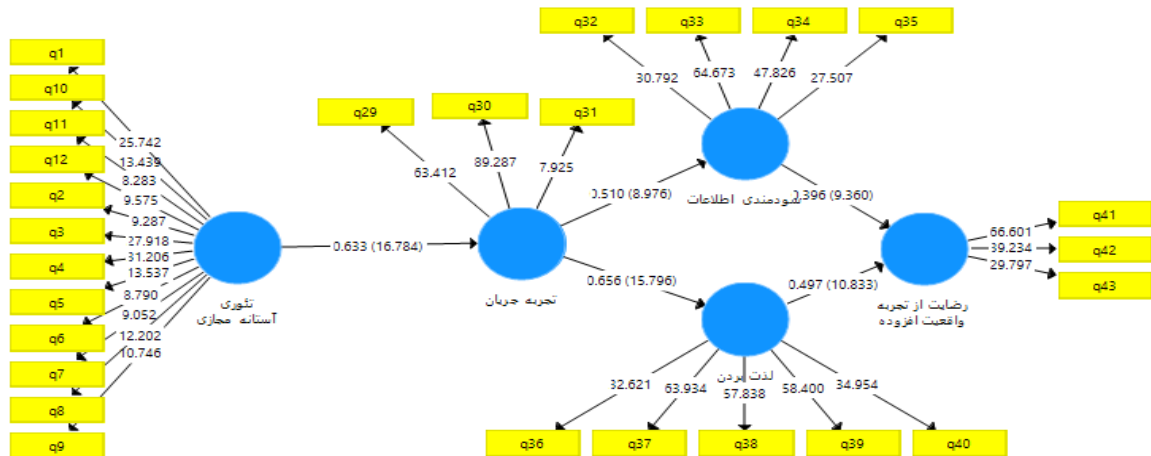 q1
q10
q11
q12
q2
q3
q4
q5
q6
q7
q8
q9
25.742
13.439
8.283
9.575
9.287
27.918
31.206
13.537
8.790
9.052
12.202
10.746
تئوری
آستانه مجازی
0.633 (16.784)
q29
q30
q31
63.412
89.287
7.925
تجربه جریان
0.510 (8.976)
0.656 (15.796)
q32
q33
q34
q35
30.792
64.673
47.826
27.507
سودمندی اطلاعات
0.396 (9.360)
لذت بردن
0.497 (10.833)
32.621
63.934
57.838
58.400
34.954
q36
q37
q38
q39
q40
رضایت از تجربه
واقعیت افزوده
66.601
39.234
29.797
q41
q42
q43